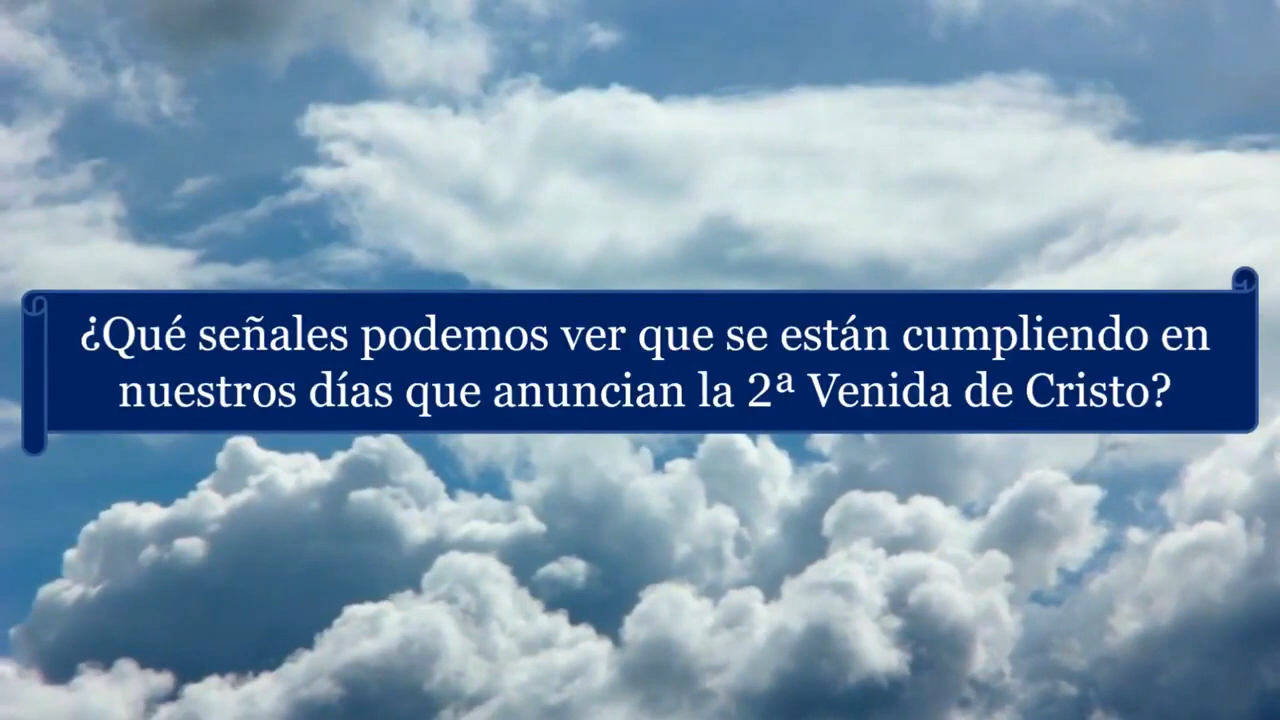 ¿Qué señales podemos ver que se están cumpliendo en
nuestros días que anuncian la 2ª Venida de Cristo?